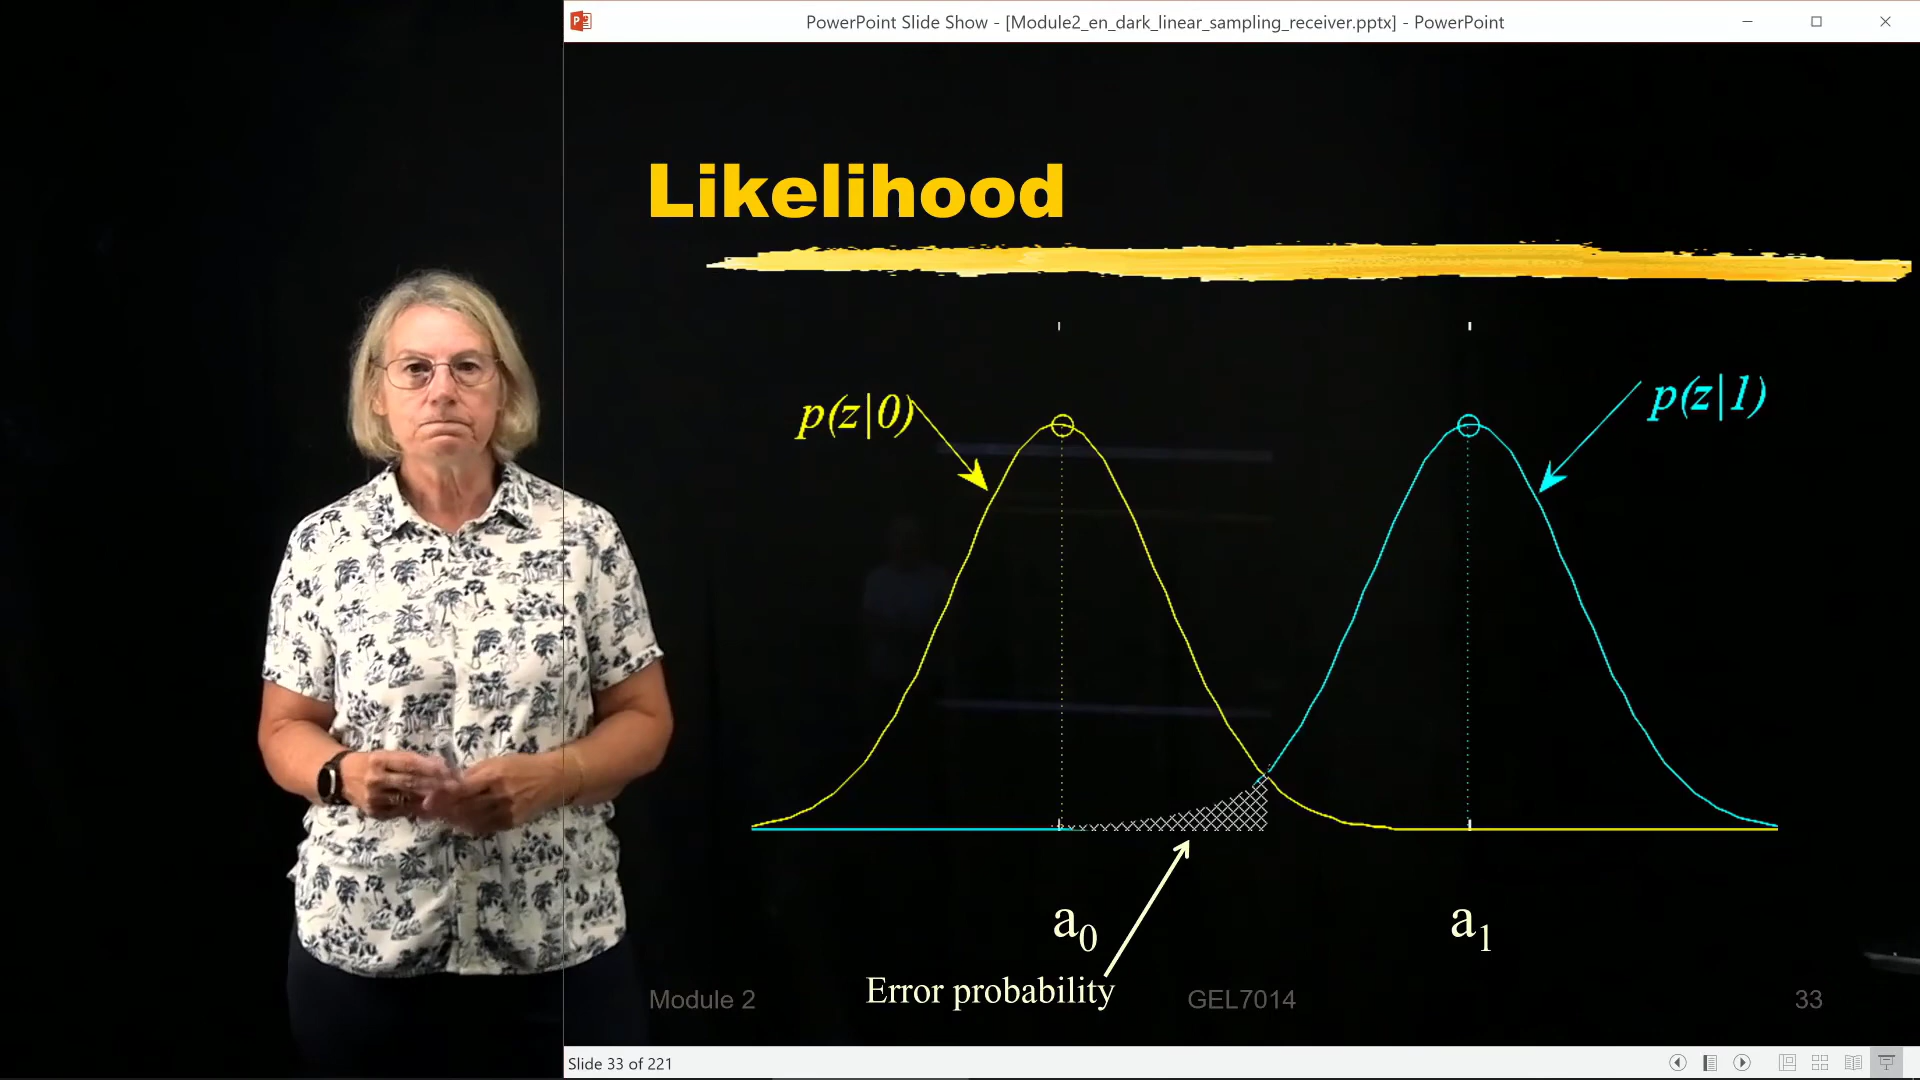 PowerPoint Slide Show - [Module2_en_dark_linear_sampling_receiver.pptx] - PowerPoint
Likelihood
p(z|0)
p(z|1)
a0
a1
Error probability
Module 2
GEL7014
33
Slide 33 of 221